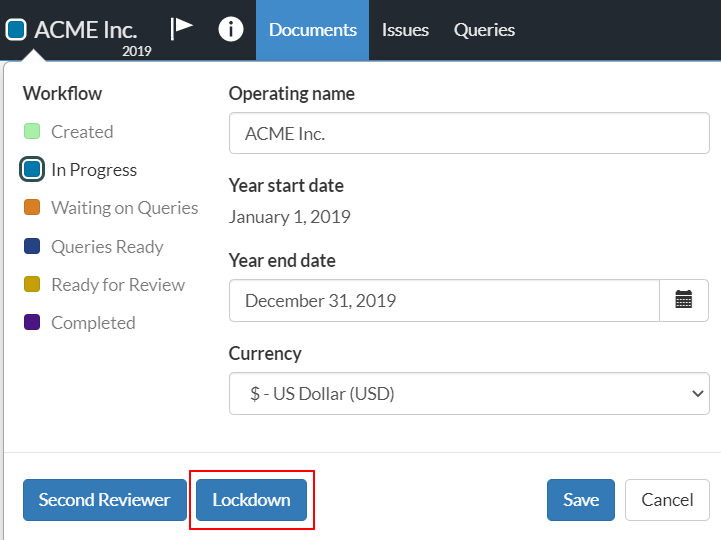 ACME Inc.
2019
Documents
Issues
Queries
Workflow
Created
In Progress
Waiting on Queries
Queries Ready
Ready for Review
Completed
Operating name
ACME Inc.
Year start date
January 1, 2019
Year end date
December 31, 2019
Currency
$ - US Dollar (USD)
Second Reviewer
Lockdown
Save
Cancel